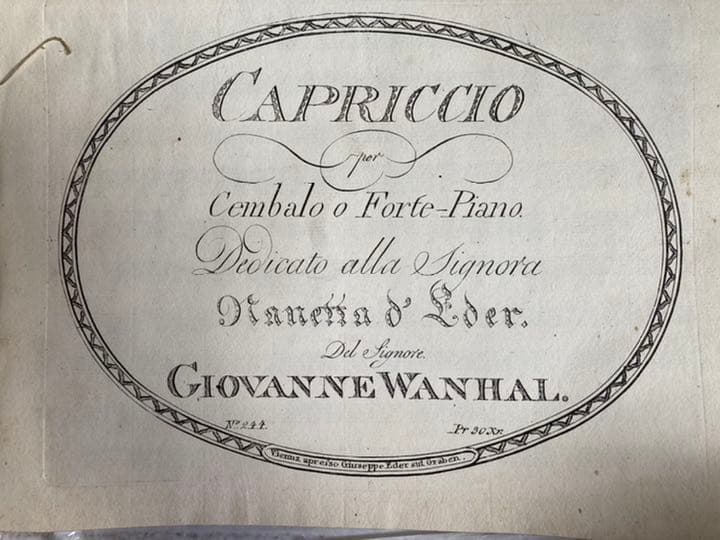 CAPRICCIO
per
Cembalo o Forte=Piano.
Dedicato alla Signora
Nanetta d' Eder.
Del Signore.
GIOVANNE WANHAL.
No 244. Pr 30 Xr.
Vienna apresso Giuseppe Eder sul Graben.